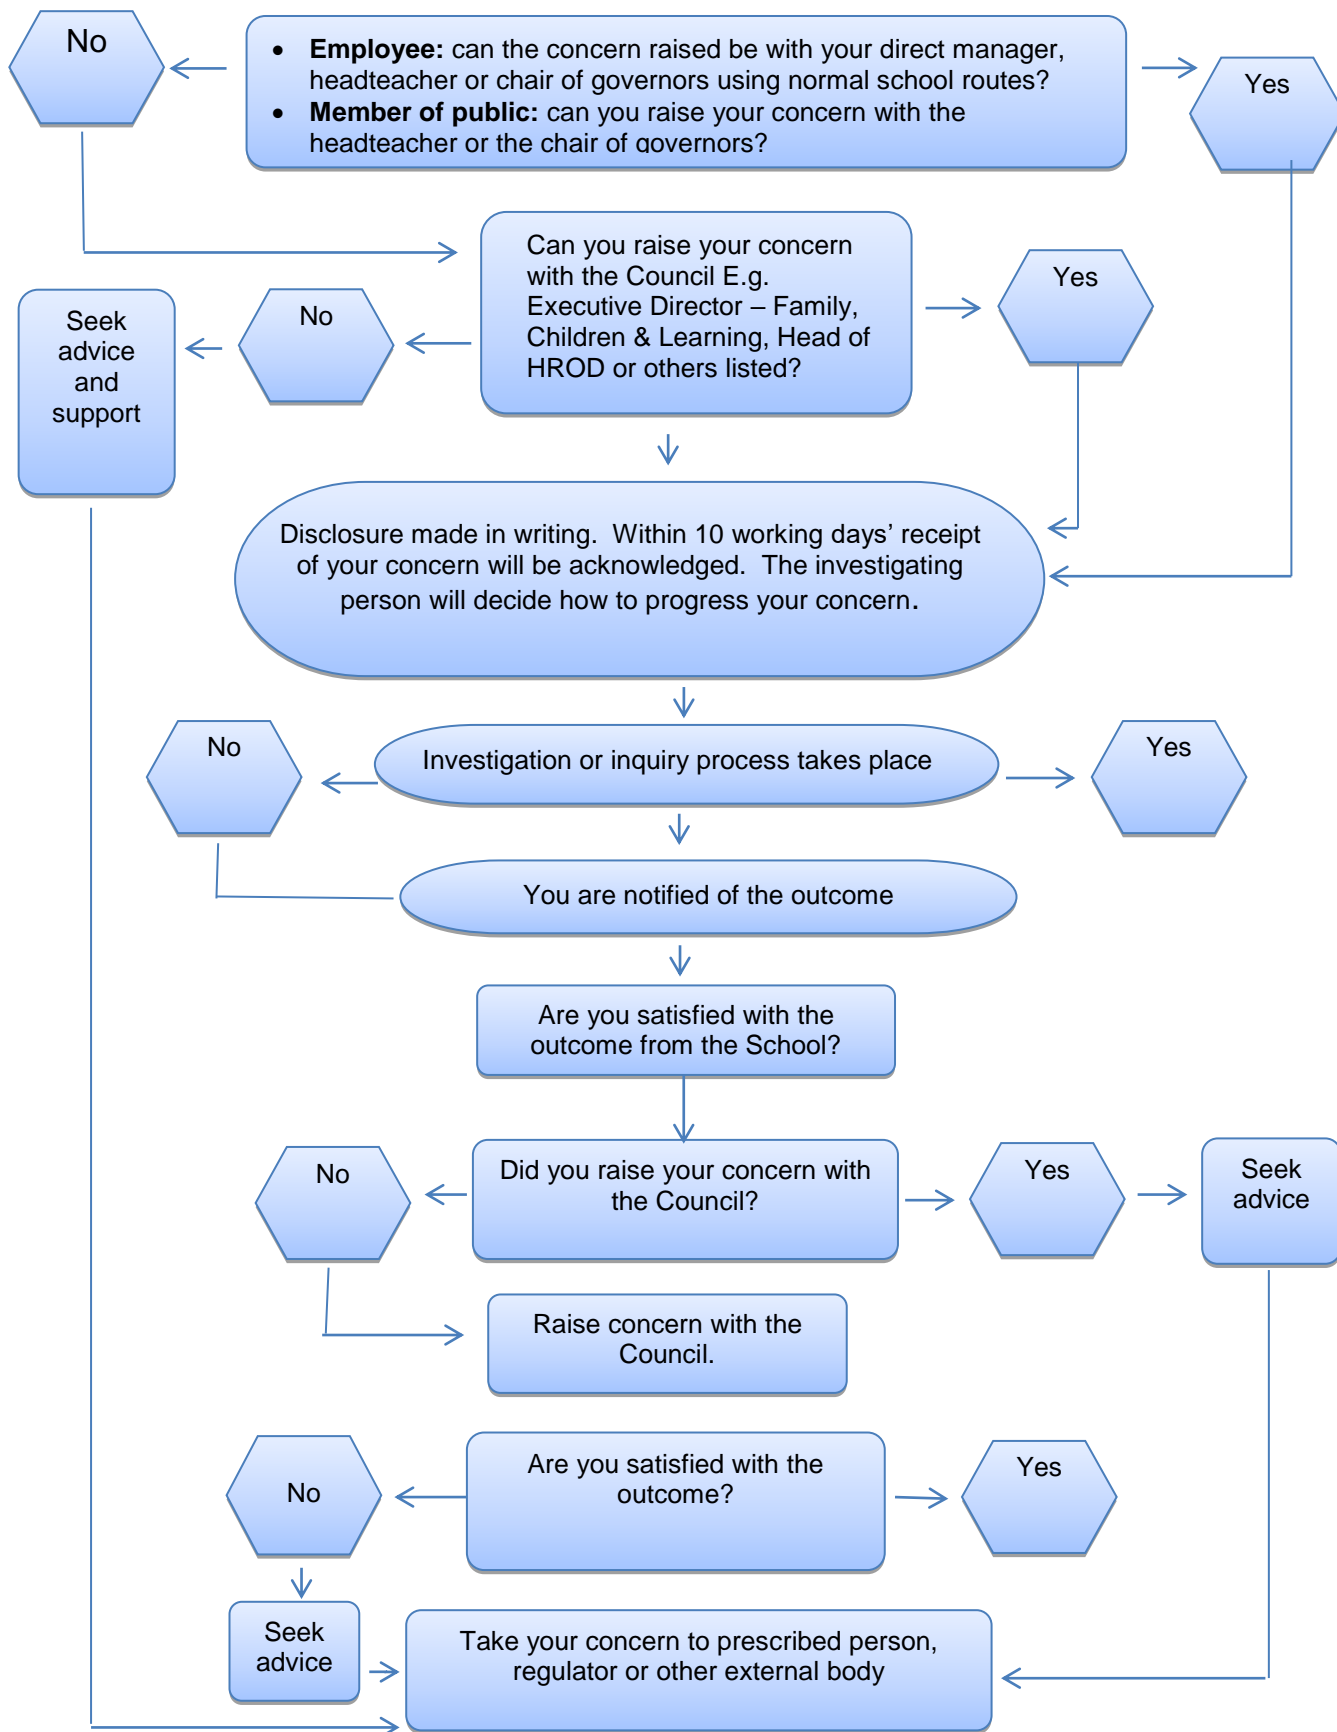 No
• Employee: can the concern raised be with your direct manager,
headteacher or chair of governors using normal school routes?
• Member of public: can you raise your concern with the
headteacher or the chair of governors?
Yes
Can you raise your concern
with the Council E.g.
Executive Director – Family,
Children & Learning, Head of
HROD or others listed?
Yes
No
Seek
advice
and
support
Disclosure made in writing. Within 10 working days’ receipt
of your concern will be acknowledged. The investigating
person will decide how to progress your concern.
No
Investigation or inquiry process takes place
Yes
You are notified of the outcome
Are you satisfied with the
outcome from the School?
No
Did you raise your concern with
the Council?
Yes
Seek
advice
Raise concern with the
Council.
No
Are you satisfied with the
outcome?
Yes
Seek
advice
Take your concern to prescribed person,
regulator or other external body